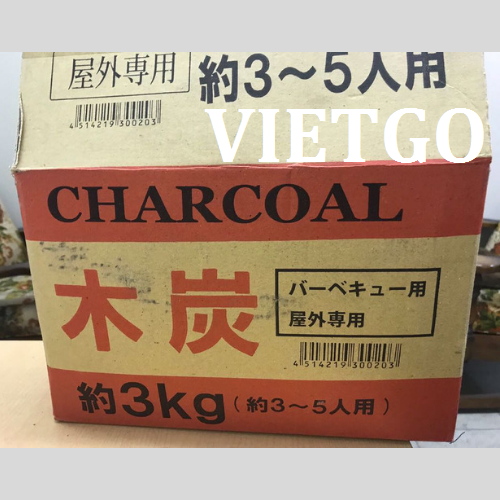 屋外専用
約3～5人用
4514219300203
VIETGO
CHARCOAL
木炭
バーベキュー用
屋外専用
4514219300203
約3kg(約3～5人用)